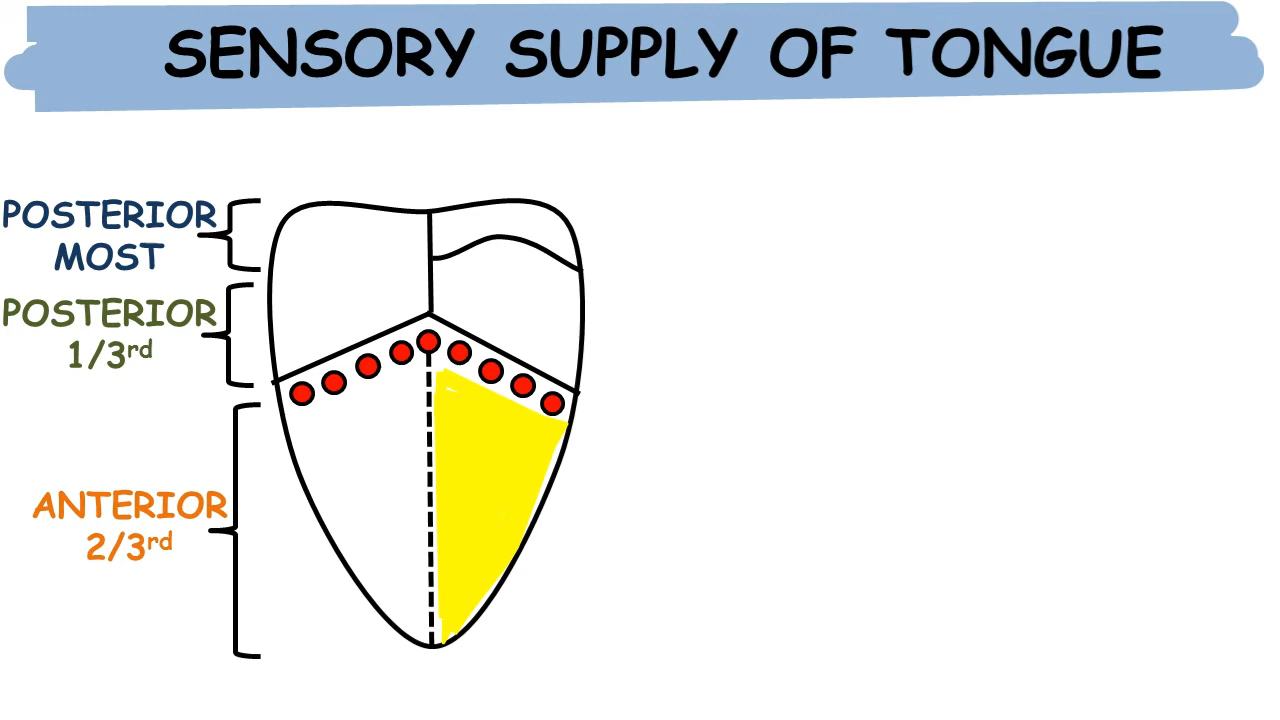 SENSORY SUPPLY OF TONGUE
POSTERIOR
MOST
POSTERIOR
1/3rd
ANTERIOR
2/3rd